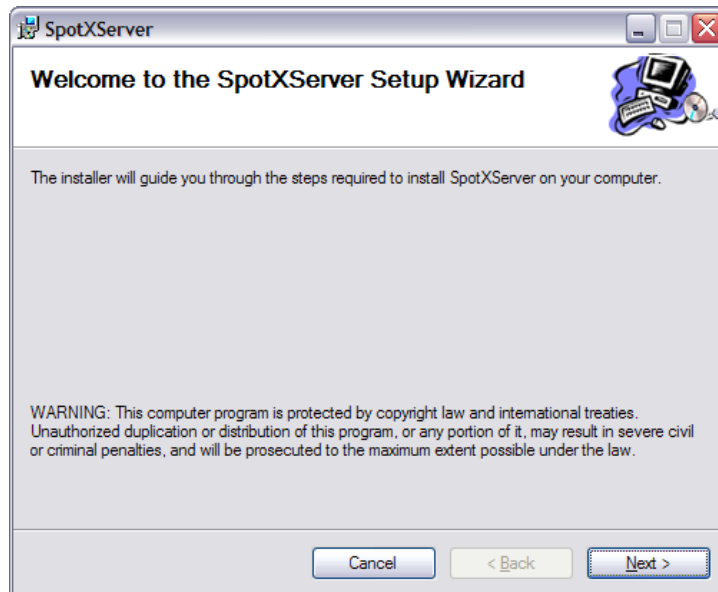 SpotXServer
Welcome to the SpotXServer Setup Wizard
The installer will guide you through the steps required to install SpotXServer on your computer.
WARNING: This computer program is protected by copyright law and international treaties.
Unauthorized duplication or distribution of this program, or any portion of it, may result in severe civil
or criminal penalties, and will be prosecuted to the maximum extent possible under the law.
Cancel
< Back
Next >